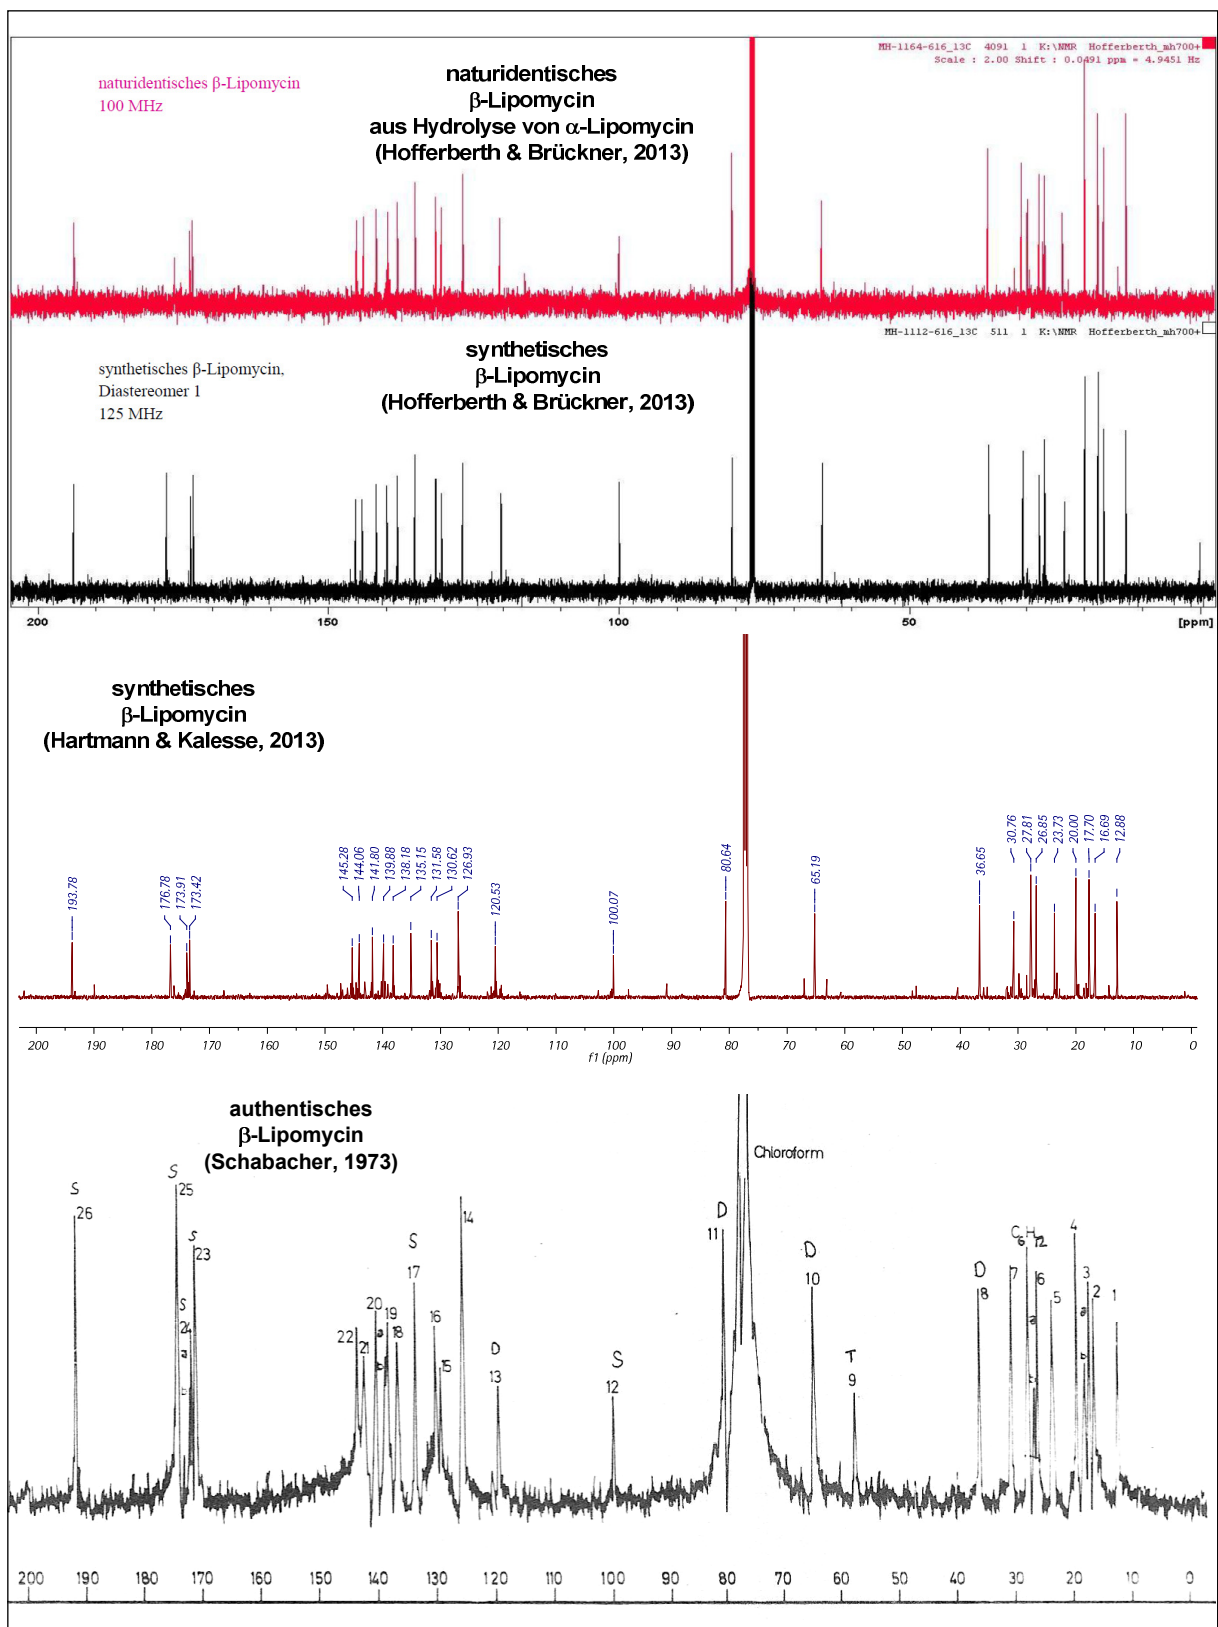 MH-1164-616_13C 4091 1 K:\NMR Hofferberth_mh700+
Scale : 2.00 Shift : 0.0491 ppm = 4.9451 Hz
naturidentisches β-Lipomycin
100 MHz
naturidentisches
β-Lipomycin
aus Hydrolyse von α-Lipomycin
(Hofferberth & Brückner, 2013)
MH-1112-616_13C 511 1 K:\NMR Hofferberth_mh700+
synthetisches β-Lipomycin,
Diastereomer 1
125 MHz
synthetisches
β-Lipomycin
(Hofferberth & Brückner, 2013)
200 150 100 50 [ppm]
synthetisches
β-Lipomycin
(Hartmann & Kalesse, 2013)
193.78
176.78
173.91
173.42
145.28
144.06
141.80
139.88
138.18
135.15
131.58
130.62
126.93
120.53
100.07
80.64
65.19
36.65
30.76
27.81
26.85
23.73
20.00
17.70
16.69
12.88
200 190 180 170 160 150 140 130 120 110 100 90 80 70 60 50 40 30 20 10 0
f1 (ppm)
authentisches
β-Lipomycin
(Schabacher, 1973)
Chloroform
S
26
S
25
S
24
a
b
S
23
22
21
20
a
b
19
18
S
17
16
15
14
D
13
S
12
D
11
D
10
T
9
D
8
7
C6H12
a
b
6
5
4
3
a
b
2
1
200 190 180 170 160 150 140 130 120 110 100 90 80 70 60 50 40 30 20 10 0